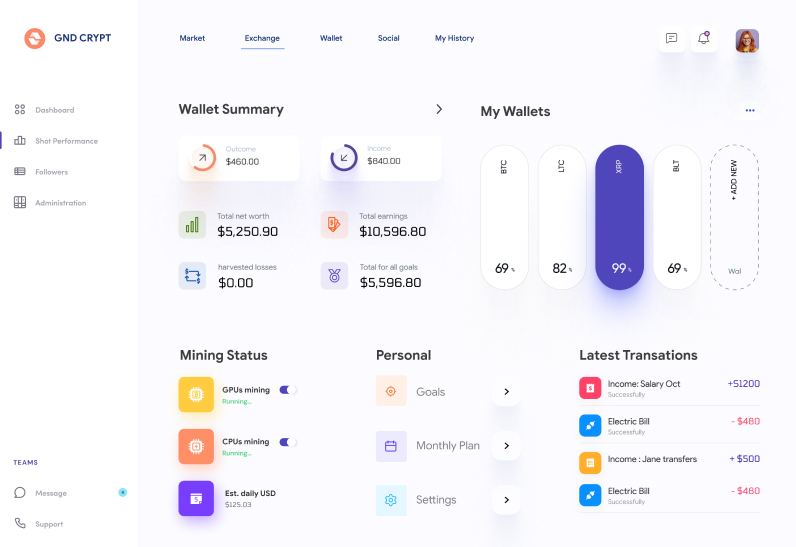 GND CRYPT
Market
Exchange
Wallet
Social
My History
Dashboard
Shat Performance
Followers
Administration
TEAMS
Message
Support
Wallet Summary
Outcome
$460.00
Income
$840.00
Total net worth
$5,250.90
Total earnings
$10,596.80
harvested losses
$0.00
Total for all goals
$5,596.80
My Wallets
BTC
69 %
LTC
82 %
XRP
99 %
BLT
69 %
+ ADD NEW
Wal
Mining Status
GPUs mining
Running...
CPUs mining
Running...
Est. daily USD
$125.03
Personal
Goals
Monthly Plan
Settings
Latest Transations
Income: Salary Oct
Successfully
+S1200
Electric Bill
Successfully
- $480
Income : Jane transfers
+ $500
Electric Bill
Successfully
- $480